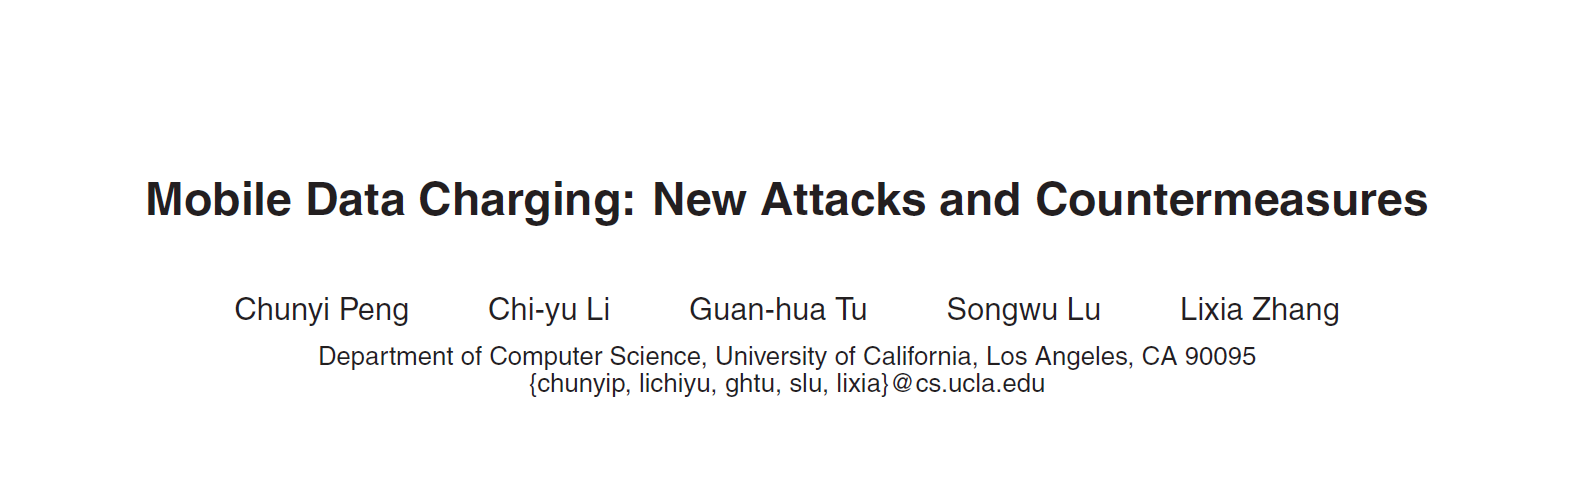 Mobile Data Charging: New Attacks and Countermeasures
Chunyi Peng Chi-yu Li Guan-hua Tu Songwu Lu Lixia Zhang
Department of Computer Science, University of California, Los Angeles, CA 90095
{chunyip, lichiyu, ghtu, slu, lixia}@cs.ucla.edu